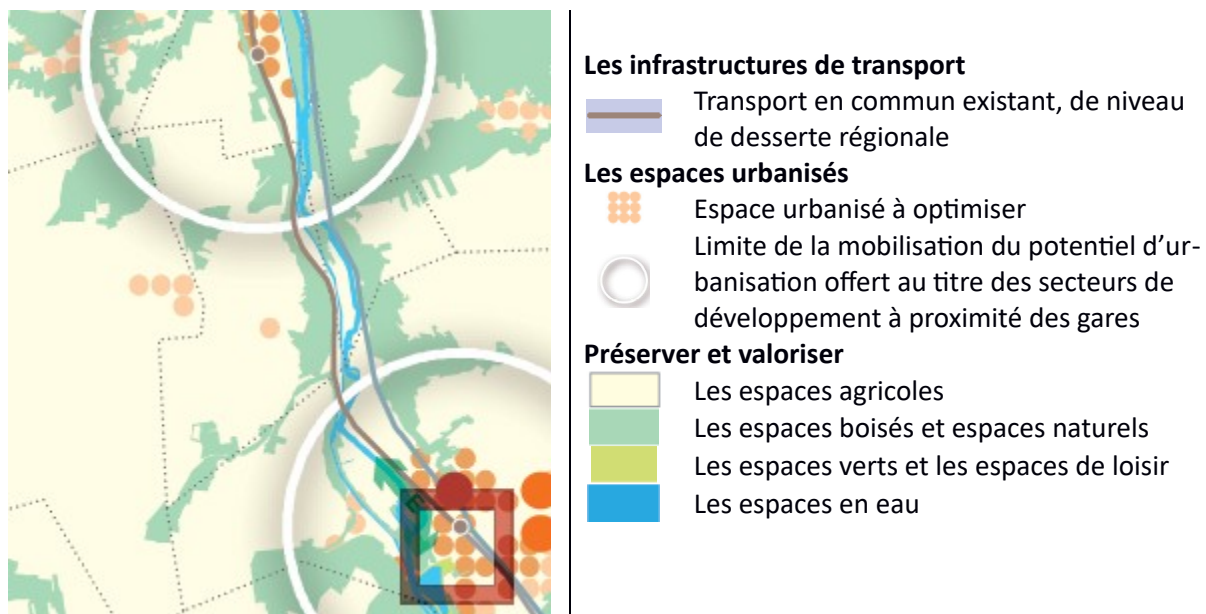 Les infrastructures de transport
Transport en commun existant, de niveau
de desserte régionale
Les espaces urbanisés
Espace urbanisé à optimiser
Limite de la mobilisation du potentiel d’ur-
banisation offert au titre des secteurs de
développement à proximité des gares
Préserver et valoriser
Les espaces agricoles
Les espaces boisés et espaces naturels
Les espaces verts et les espaces de loisir
Les espaces en eau